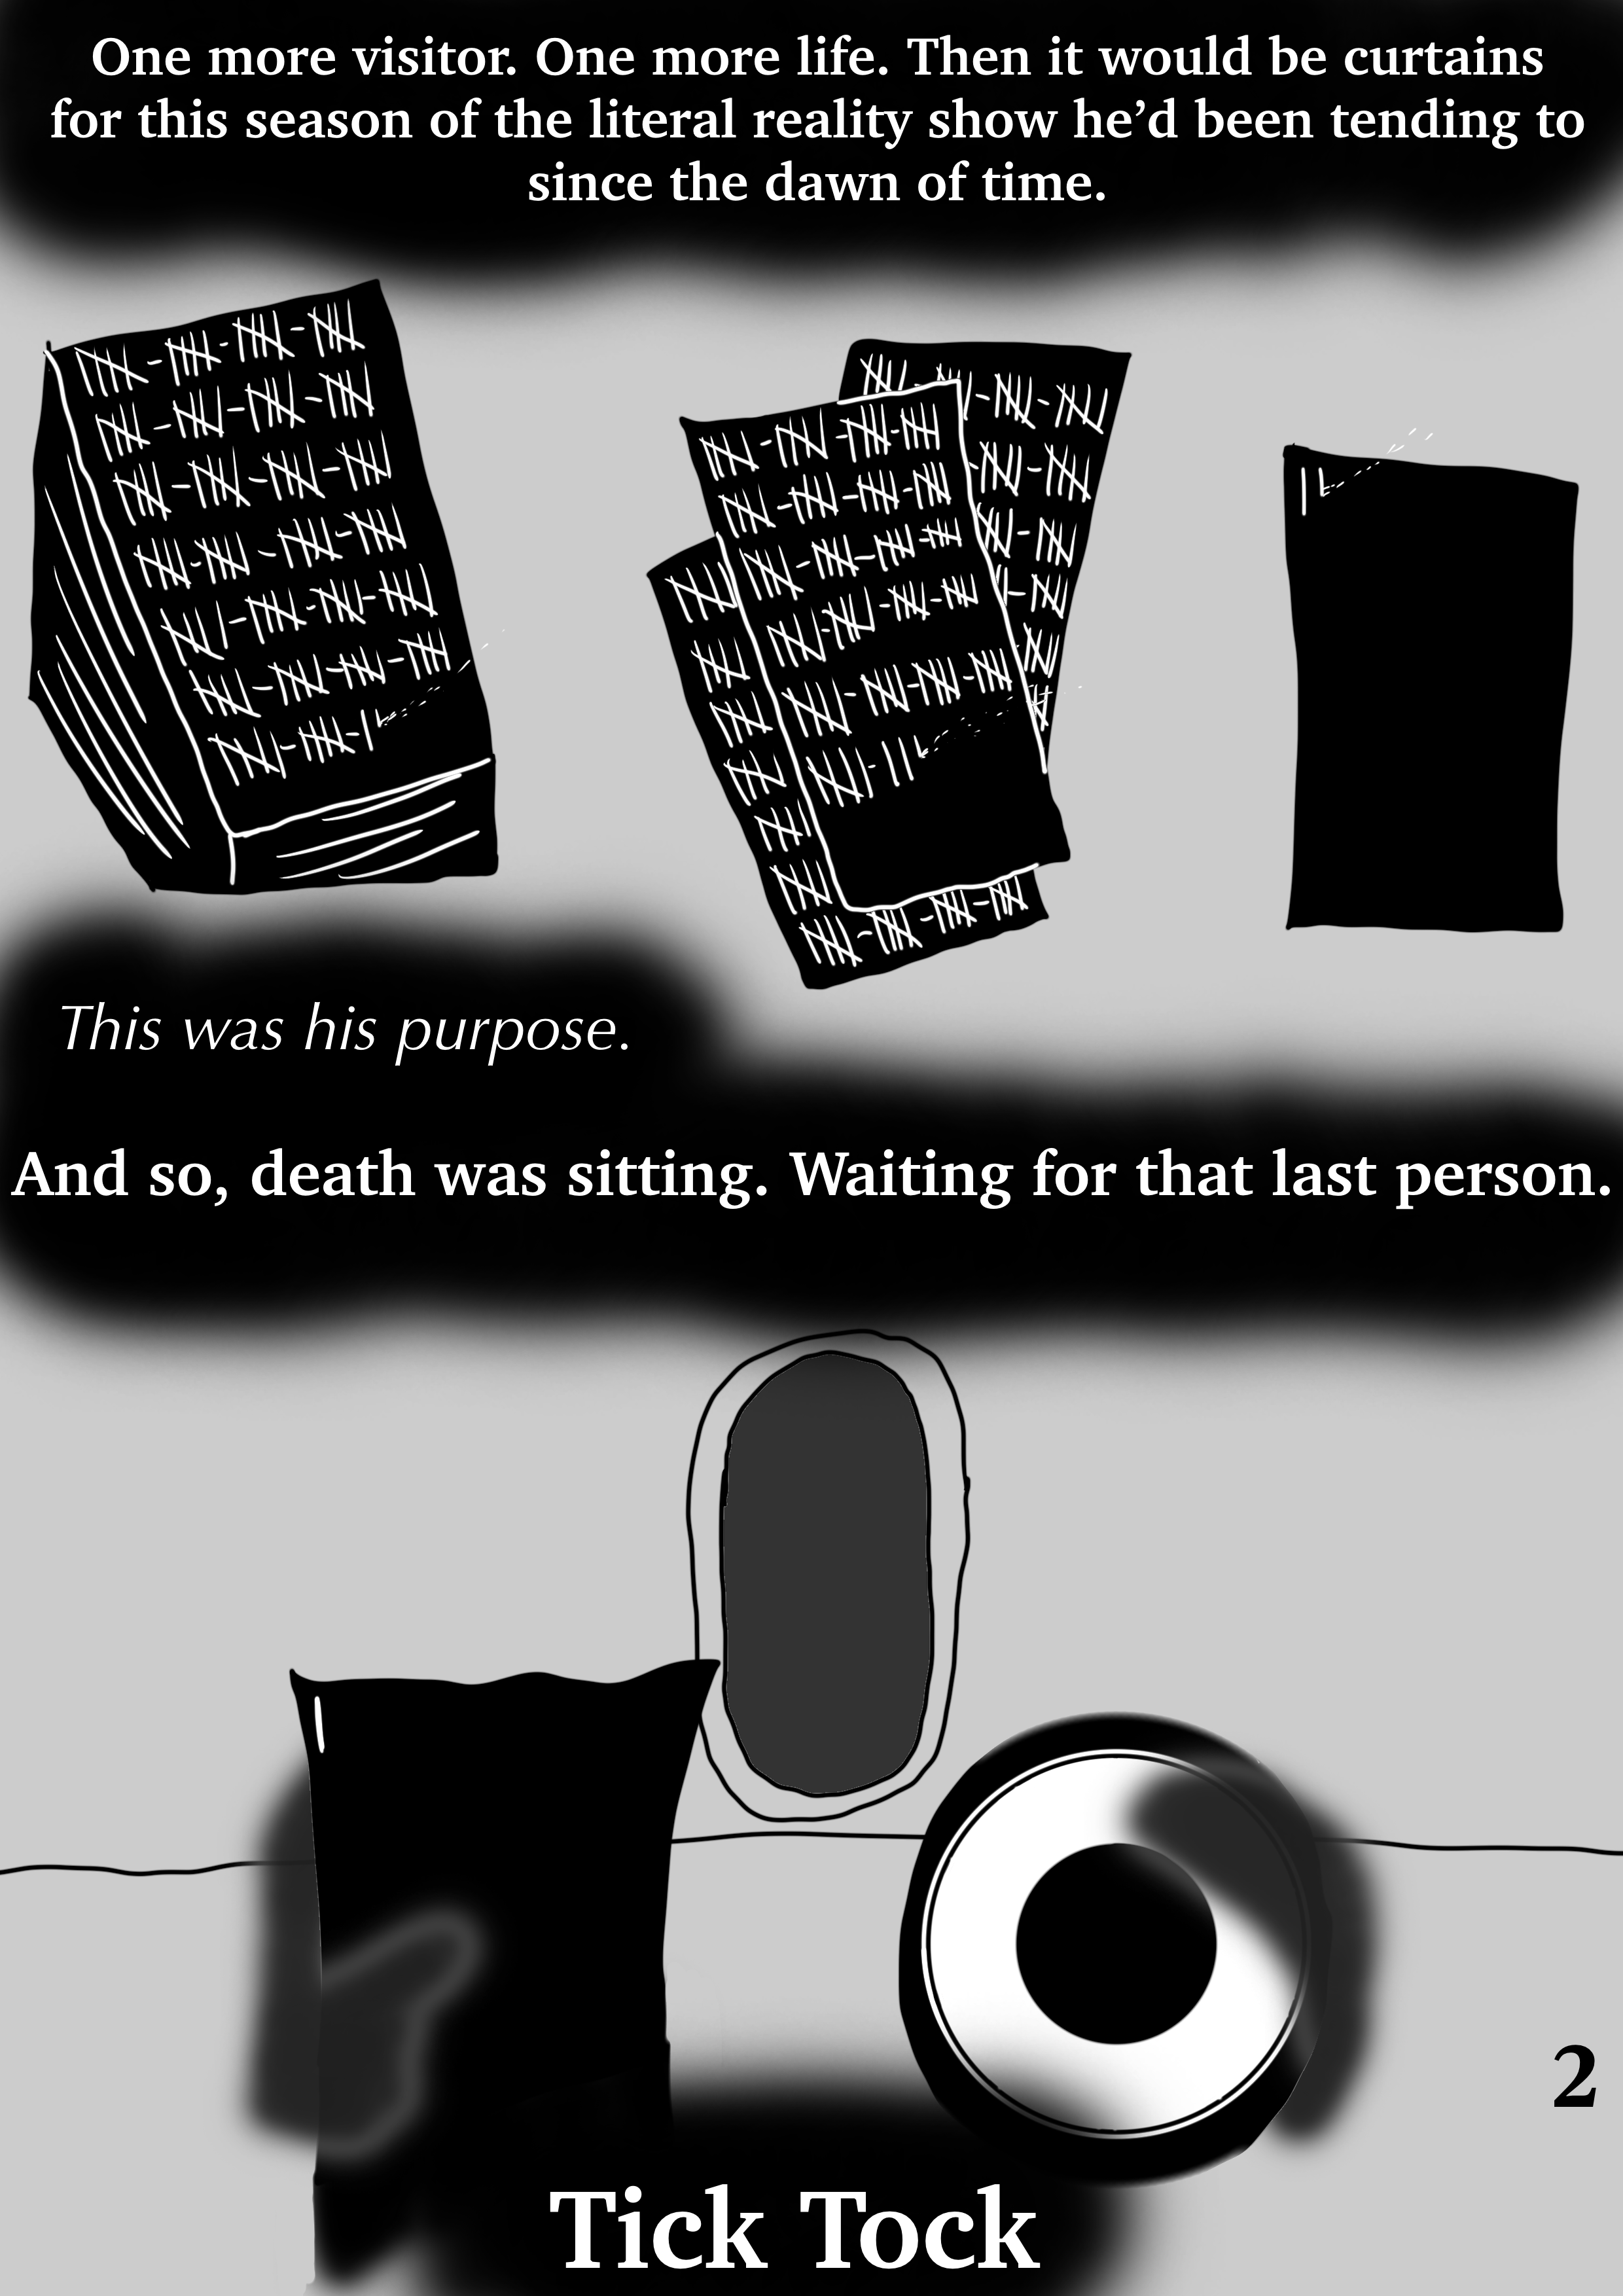 One more visitor. One more life. Then it would be curtains
for this season of the literal reality show he’d been tending to
since the dawn of time.
This was his purpose.
And so, death was sitting. Waiting for that last person.
2
Tick Tock